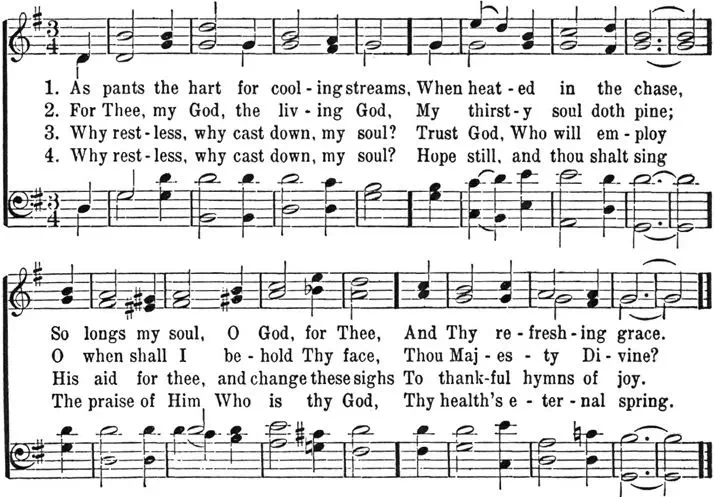 3
4
1. As pants the hart for cool-ing streams, When heat-ed in the chase,
2. For Thee, my God, the liv-ing God, My thirst-y soul doth pine;
3. Why rest-less, why cast down, my soul? Trust God, Who will em-ploy
4. Why rest-less, why cast down, my soul? Hope still, and thou shalt sing
3
4
So longs my soul, O God, for Thee, And Thy re-fresh-ing grace.
O when shall I be-hold Thy face, Thou Maj-es-ty Di-vine?
His aid for thee, and change these sighs To thank-ful hymns of joy.
The praise of Him Who is thy God, Thy health's e-ter-nal spring.